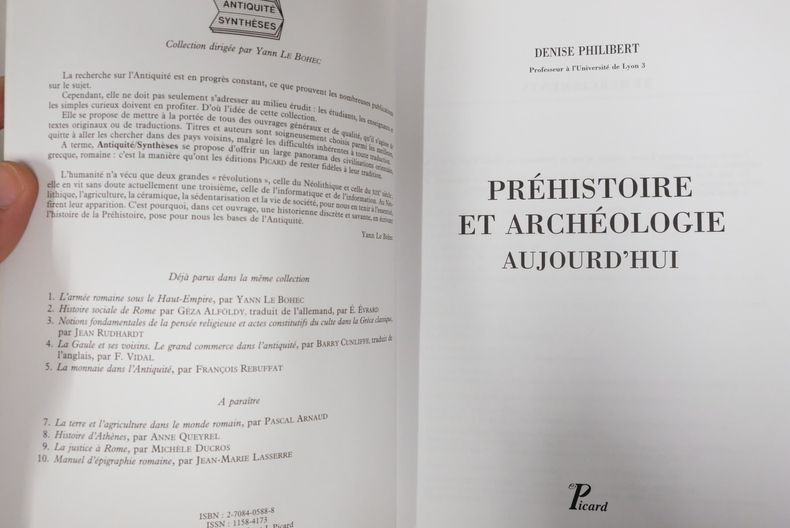 ANTIQUITÉ
SYNTHÈSES
Collection dirigée par Yann LE BOHEC
La recherche sur l'Antiquité est en progrès constant, ce que prouvent les nombreuses publications
sur le sujet.
Cependant, elle ne doit pas seulement s'adresser au milieu érudit : les étudiants, les enseignants,
les simples curieux doivent en profiter. D'où l'idée de cette collection.
Elle se propose de mettre à la portée de tous des ouvrages généraux et de qualité, qu'il s'agisse de
textes originaux ou de traductions. Titres et auteurs sont soigneusement choisis parmi les meilleurs,
quitte à aller les chercher dans des pays voisins, malgré les difficultés inhérentes à toute traduction.
A terme, Antiquité/Synthèses se propose d'offrir un large panorama des civilisations orientale,
grecque, romaine : c'est la manière qu'ont les éditions PICARD de rester fidèles à leur tradition.
L'humanité n'a vécu que deux grandes « révolutions », celle du Néolithique et celle du XIXe siècle;
elle en vit sans doute actuellement une troisième, celle de l'informatique et de l'information. Au Néo-
lithique, l'agriculture, la céramique, la sédentarisation et la vie de société, pour nous en tenir à l'essentiel,
firent leur apparition. C'est pourquoi, dans cet ouvrage, une historienne discrète et savante, en écrivant
l'histoire de la Préhistoire, pose pour nous les bases de l'Antiquité.
Yann Le Bohec
Déjà parus dans la même collection
1. L'armée romaine sous le Haut-Empire, par YANN LE BOHEC
2. Histoire sociale de Rome par GÉZA ALFÖLDY, traduit de l'allemand, par É. ÉVRARD
3. Notions fondamentales de la pensée religieuse et actes constitutifs du culte dans la Grèce classique,
par JEAN RUDHARDT
4. La Gaule et ses voisins. Le grand commerce dans l'antiquité, par BARRY CUNLIFFE, traduit de
l'anglais, par F. VIDAL
5. La monnaie dans l'Antiquité, par FRANÇOIS REBUFFAT
A paraître
7. La terre et l'agriculture dans le monde romain, par PASCAL ARNAUD
8. Histoire d'Athènes, par ANNE QUEYREL
9. La justice à Rome, par MICHÈLE DUCROS
10. Manuel d'épigraphie romaine, par JEAN-MARIE LASSERRE
ISBN : 2-7084-0588-8
ISSN : 1158-4173
Picard
DENISE PHILIBERT
Professeur à l'Université de Lyon 3
PRÉHISTOIRE
ET ARCHÉOLOGIE
AUJOURD'HUI
Picard